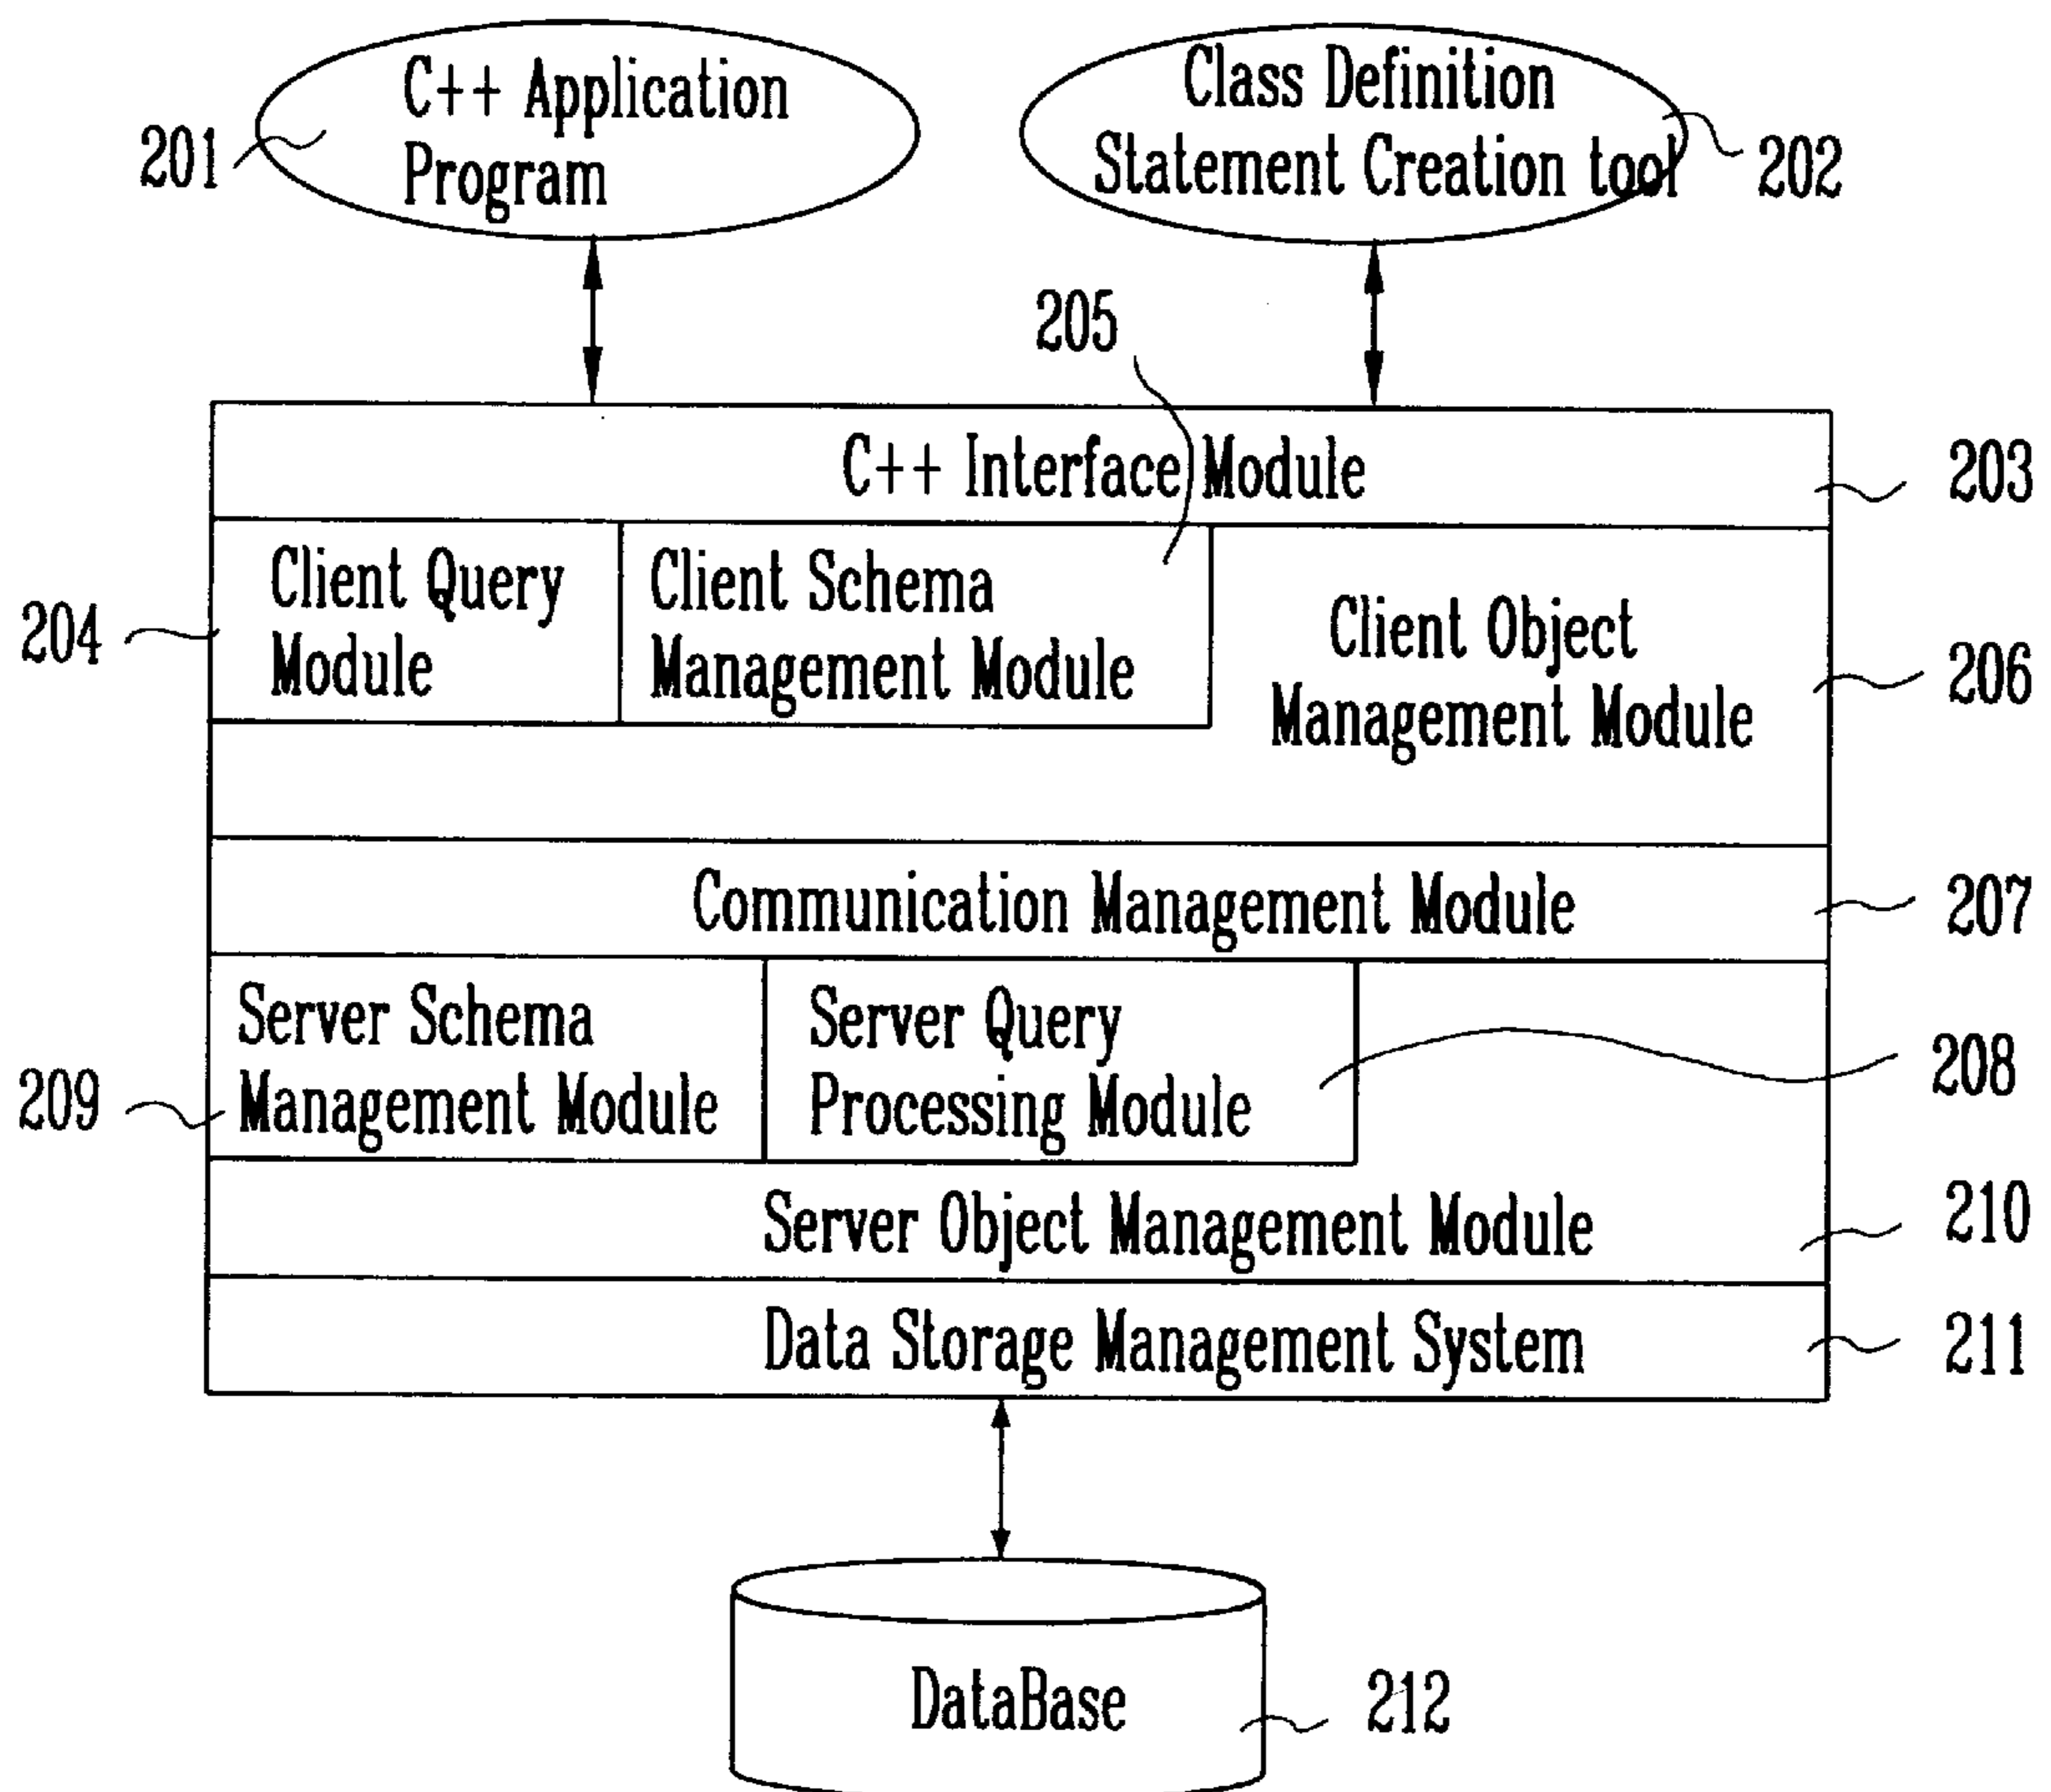 C++ Application
Program
201
Class Definition
Statement Creation tool
202
205
C++ Interface Module
203
Client Query
Module
204
Client Schema
Management Module
Client Object
Management Module
206
Communication Management Module
207
Server Schema
Management Module
209
Server Query
Processing Module
208
Server Object Management Module
210
Data Storage Management System
211
DataBase
212